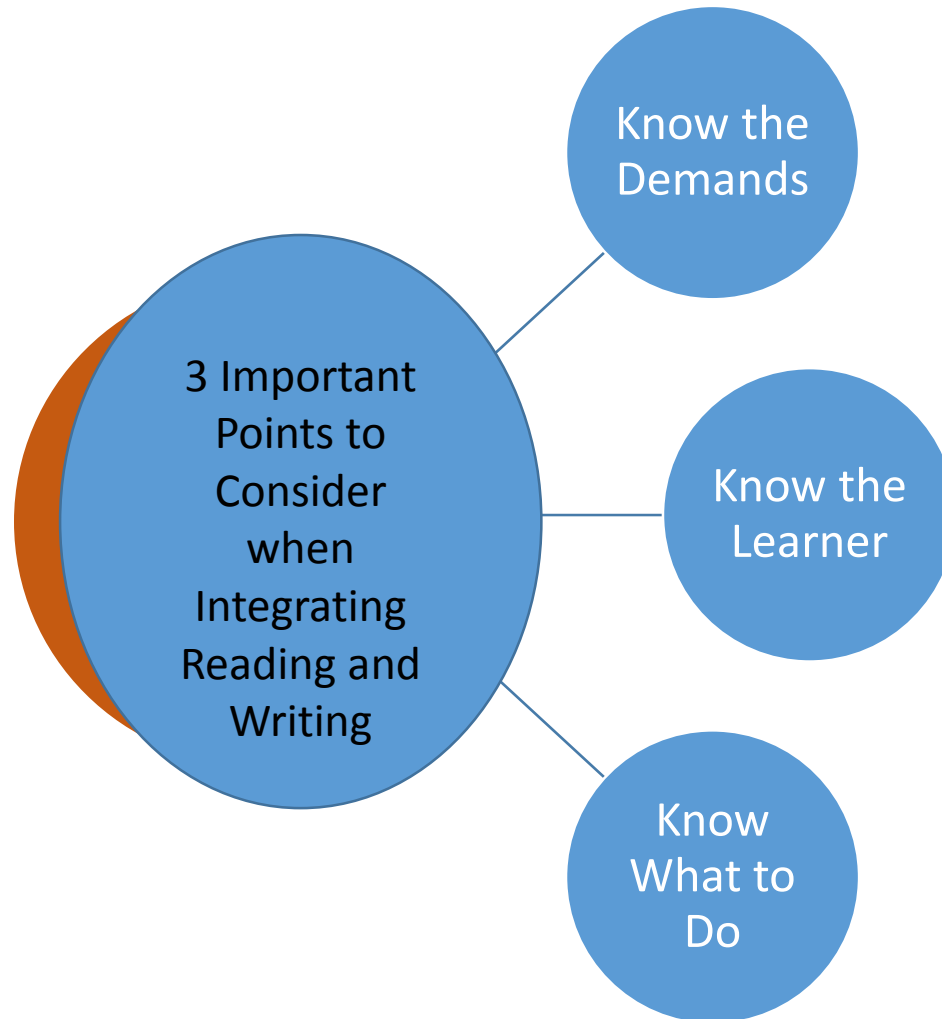 3 Important
Points to
Consider
when
Integrating
Reading and
Writing
Know the
Demands
Know the
Learner
Know
What to
Do